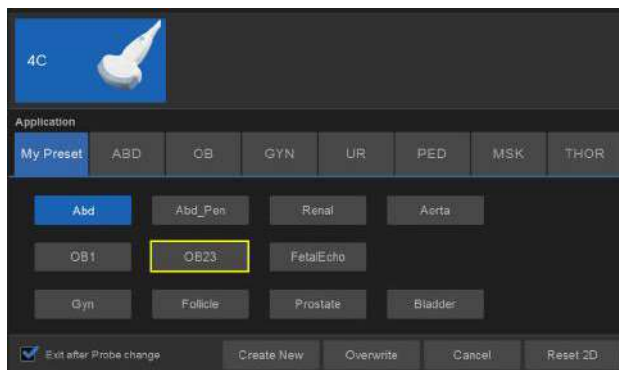 4C
Application
My Preset ABD OB GYN UR PED MSK THOR
Abd Abd_Pen Renal Aorta
OB1 OB23 FetalEcho
Gyn Follicle Prostate Bladder
Exit after Probe change Create New Overwrite Cancel Reset 2D